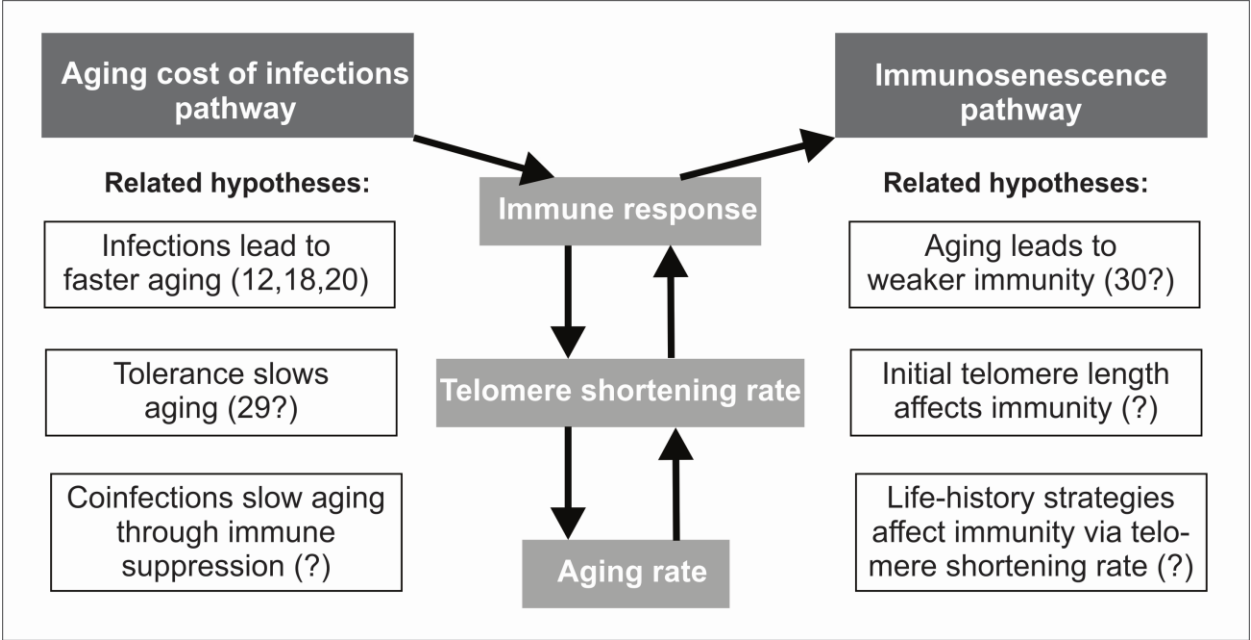 Aging cost of infections
pathway
Related hypotheses:
Infections lead to
faster aging (12,18,20)
Tolerance slows
aging (29?)
Coinfections slow aging
through immune
suppression (?)
Immune response
Telomere shortening rate
Aging rate
Immunosenescence
pathway
Related hypotheses:
Aging leads to
weaker immunity (30?)
Initial telomere length
affects immunity (?)
Life-history strategies
affect immunity via telo-
mere shortening rate (?)